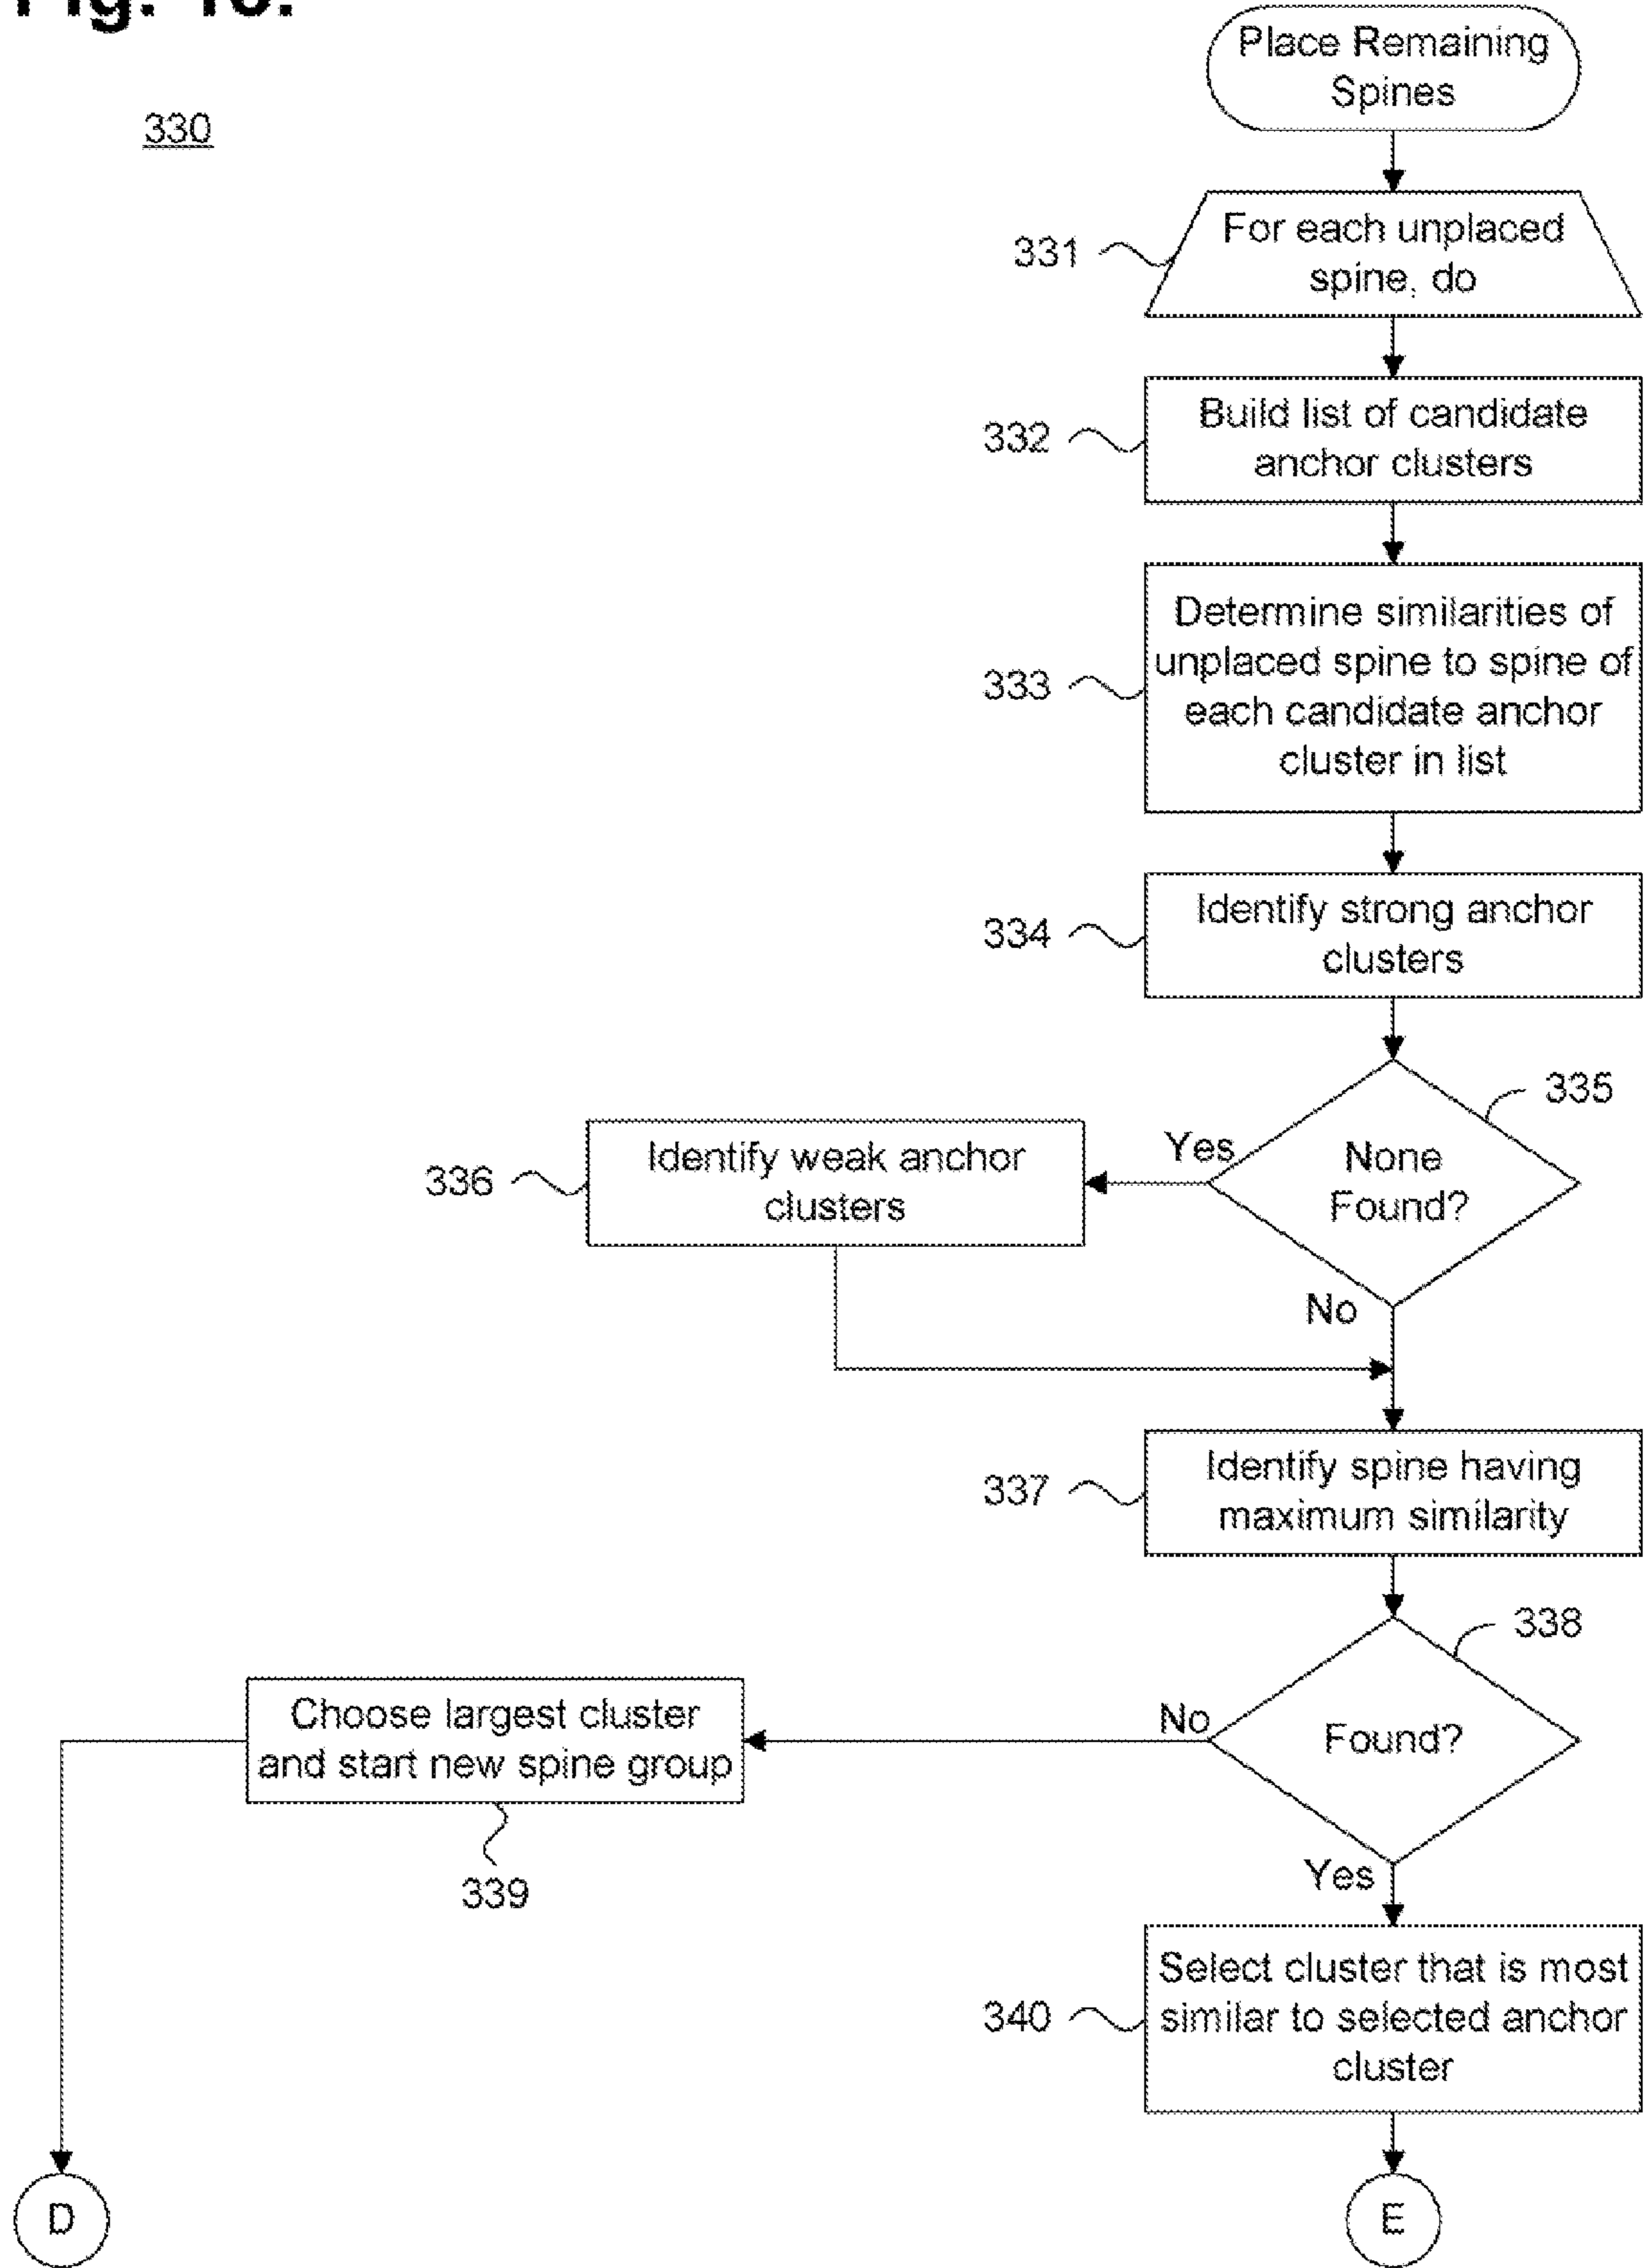 330
Place Remaining
Spines
331
For each unplaced
spine, do
332
Build list of candidate
anchor clusters
333
Determine similarities of
unplaced spine to spine of
each candidate anchor
cluster in list
334
Identify strong anchor
clusters
335
None
Found?
Yes
No
336
Identify weak anchor
clusters
337
Identify spine having
maximum similarity
338
Found?
No
Yes
Choose largest cluster
and start new spine group
339
340
Select cluster that is most
similar to selected anchor
cluster
D
E